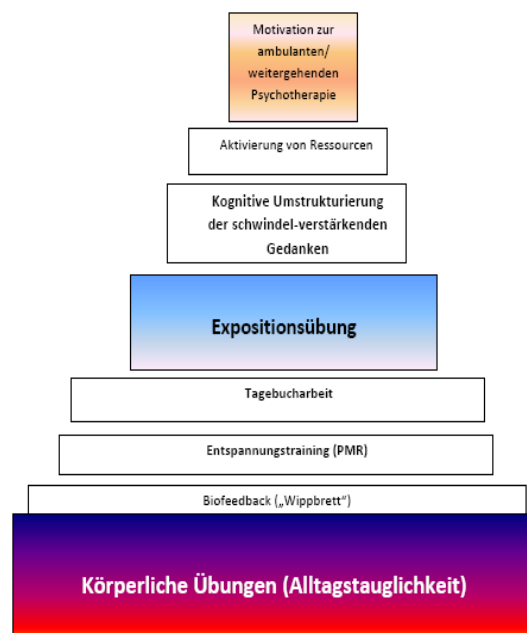 Motivation zur
ambulanten/
weitergehenden
Psychotherapie
Aktivierung von Ressourcen
Kognitive Umstrukturierung
der schwindel-verstärkenden
Gedanken
Expositionsübung
Tagebucharbeit
Entspannungstraining (PMR)
Biofeedback („Wippbrett“)
Körperliche Übungen (Alltagstauglichkeit)